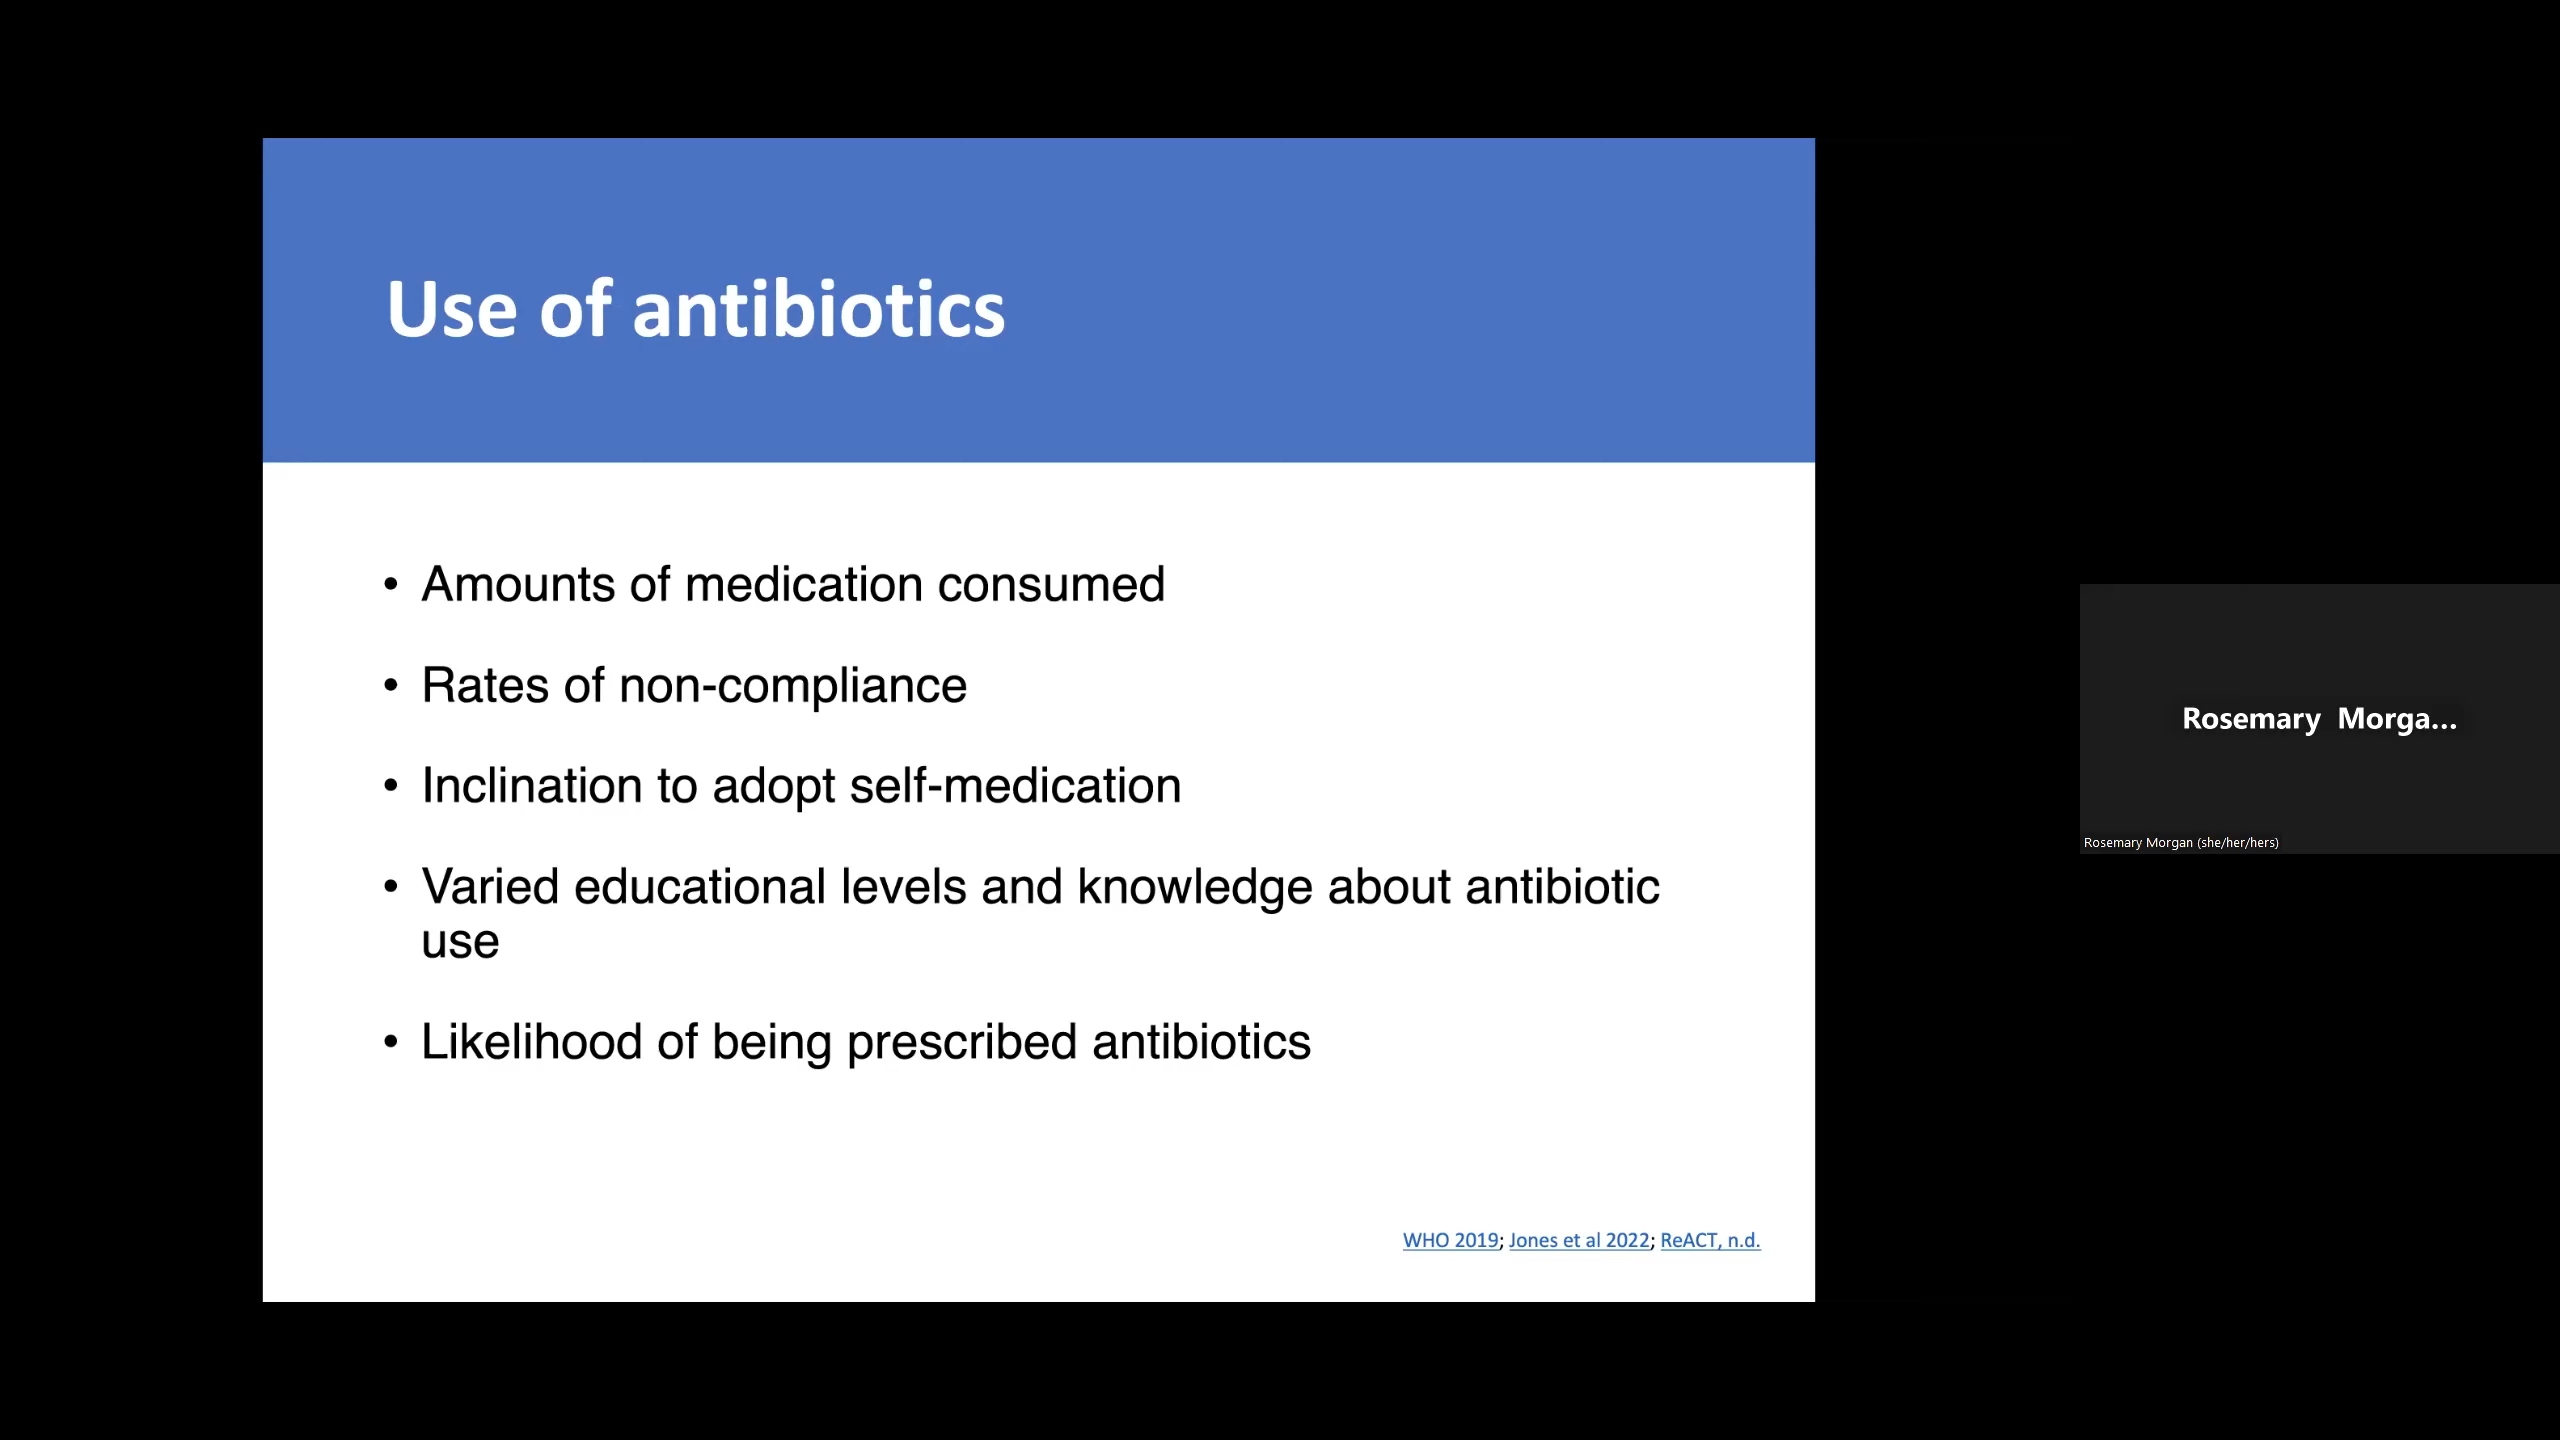 Use of antibiotics
• Amounts of medication consumed
• Rates of non-compliance
• Inclination to adopt self-medication
• Varied educational levels and knowledge about antibiotic
use
• Likelihood of being prescribed antibiotics
WHO 2019; Jones et al 2022; ReACT, n.d.
Rosemary Morga...
Rosemary Morgan (she/her/hers)